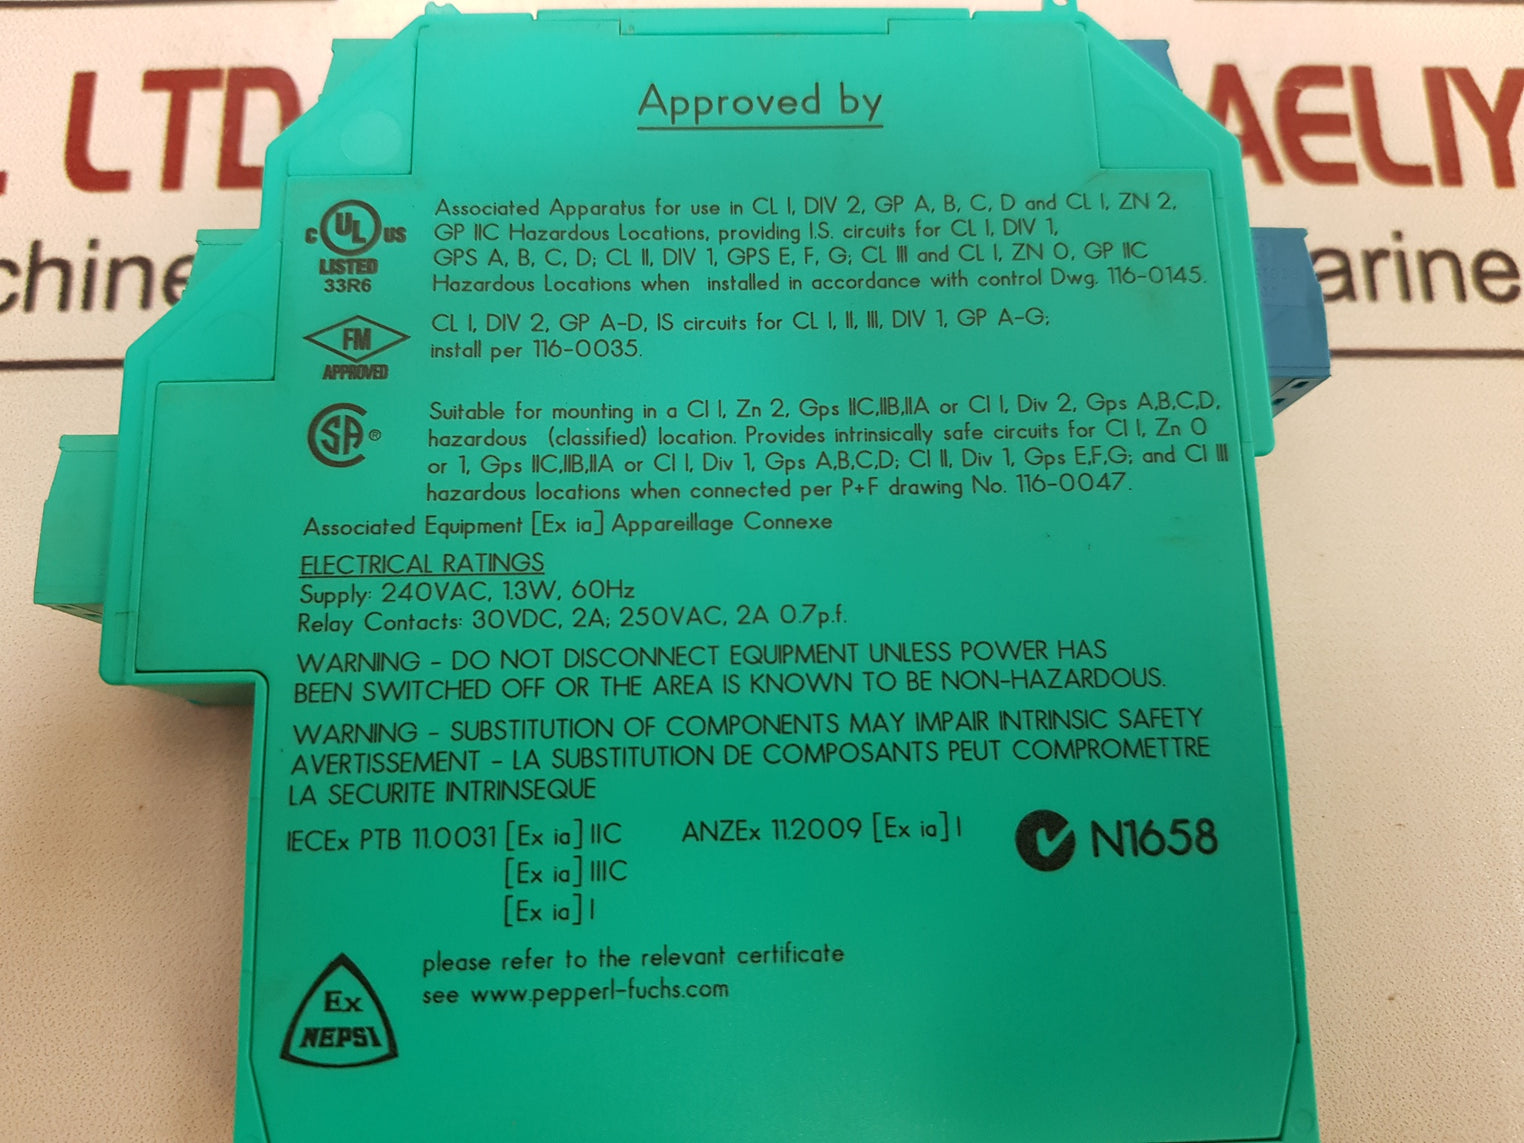 L LTD
AELIY
chine
arine
Approved by
C UL US
LISTED
33R6
Associated Apparatus for use in CL I, DIV 2, GP A, B, C, D and CL I, ZN 2,
GP IIC Hazardous Locations, providing I.S. circuits for CL I, DIV 1,
GPS A, B, C, D; CL II, DIV 1, GPS E, F, G; CL III and CL I, ZN 0, GP IIC
Hazardous Locations when installed in accordance with control Dwg. 116-0145.
FM
APPROVED
CL I, DIV 2, GP A-D, IS circuits for CL I, II, III, DIV 1, GP A-G;
install per 116-0035.
SA ®
Suitable for mounting in a Cl I, Zn 2, Gps IIC,IIB,IIA or Cl I, Div 2, Gps A,B,C,D,
hazardous (classified) location. Provides intrinsically safe circuits for Cl I, Zn 0
or 1, Gps IIC,IIB,IIA or Cl I, Div 1, Gps A,B,C,D; Cl II, Div 1, Gps E,F,G; and Cl III
hazardous locations when connected per P+F drawing No. 116-0047.
Associated Equipment [Ex ia] Appareillage Connexe
ELECTRICAL RATINGS
Supply: 240VAC, 1.3W, 60Hz
Relay Contacts: 30VDC, 2A; 250VAC, 2A 0.7p.f.
WARNING - DO NOT DISCONNECT EQUIPMENT UNLESS POWER HAS
BEEN SWITCHED OFF OR THE AREA IS KNOWN TO BE NON-HAZARDOUS.
WARNING - SUBSTITUTION OF COMPONENTS MAY IMPAIR INTRINSIC SAFETY
AVERTISSEMENT - LA SUBSTITUTION DE COMPOSANTS PEUT COMPROMETTRE
LA SECURITE INTRINSEQUE
IECEx PTB 11.0031 [Ex ia] IIC ANZEx 11.2009 [Ex ia] I N1658
[Ex ia] IIIC
[Ex ia] I
Ex
NEPSI
please refer to the relevant certificate
see www.pepperl-fuchs.com